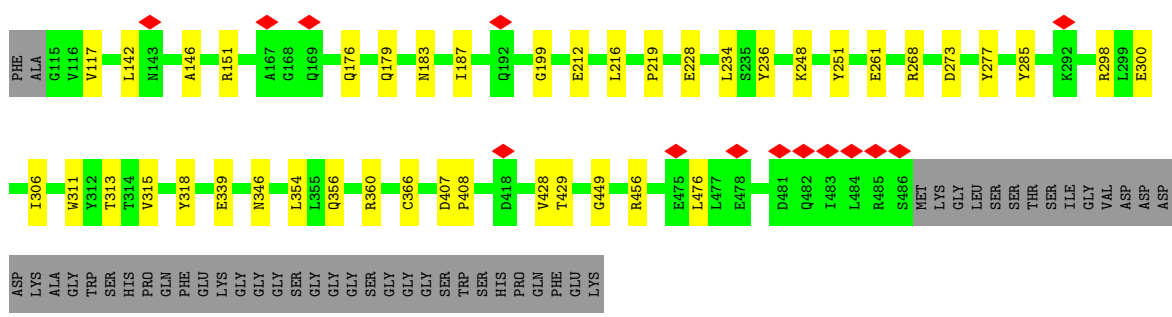 PHE ALA G115 V116 V117 L142 N143 A146 R151 A167 G168 Q169 Q176 Q179 N183 I187 Q192 G199 E212 L216 P219 E228 L234 S235 Y236 K248 Y251 E261 R268 D273 Y277 Y285 K292 R298 L299 E300
I306 W311 Y312 T313 T314 V315 Y318 E339 N346 L354 L355 Q356 R360 C366 D407 P408 D418 V428 T429 G449 R456 E475 L476 L477 E478 D481 Q482 I483 L484 R485 S486 MET LYS GLY LEU SER SER THR SER ILE GLY VAL ASP ASP ASP
ASP LYS ALA GLY TRP SER HIS PRO GLN PHE GLU LYS GLY GLY GLY SER GLY GLY GLY SER GLY GLY SER TRP SER HIS PRO GLN PHE GLU LYS